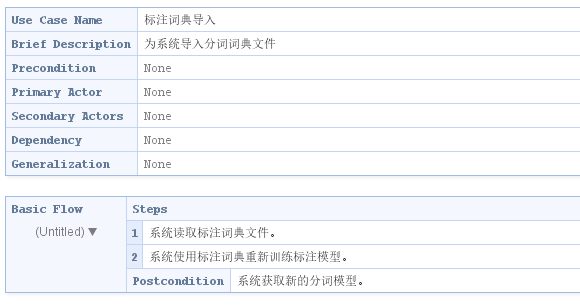 Use Case Name 标注词典导入
Brief Description 为系统导入分词词典文件
Precondition None
Primary Actor None
Secondary Actors None
Dependency None
Generalization None
Basic Flow Steps
(Untitled) ▼
1 系统读取标注词典文件。
2 系统使用标注词典重新训练标注模型。
Postcondition 系统获取新的分词模型。